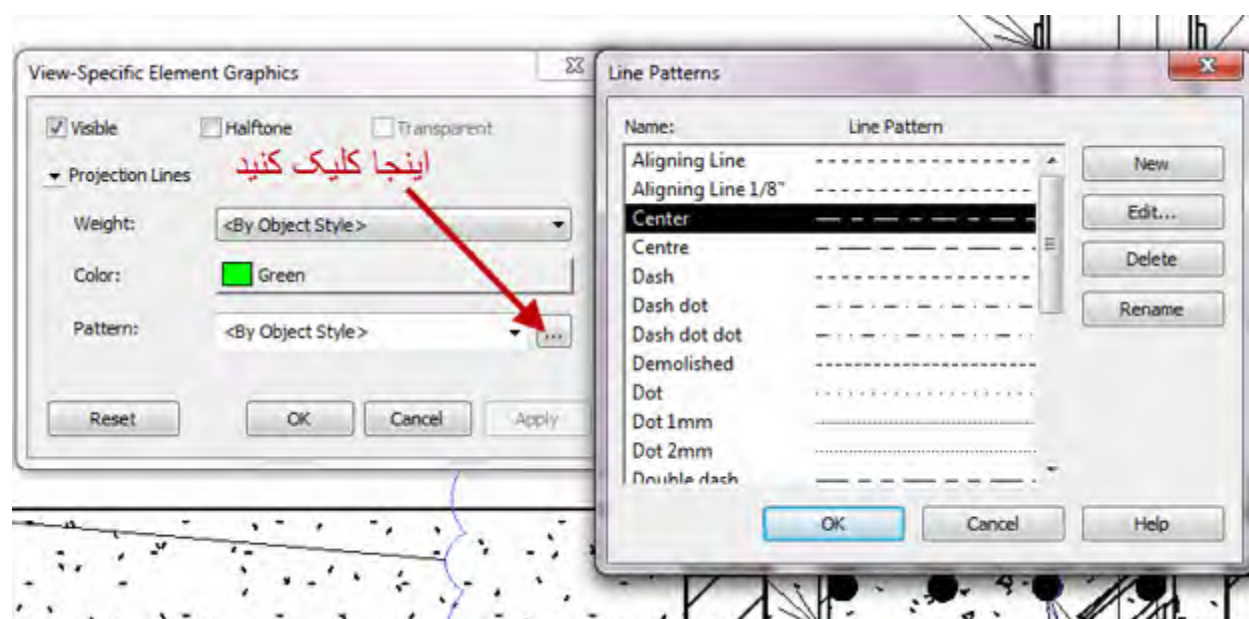 View-Specific Element Graphics
Visible Halftone Transparent
اینجا کلیک کنید
Projection Lines
Weight: <By Object Style>
Color: Green
Pattern: <By Object Style> ...
Reset OK Cancel Apply
Line Patterns
Name: Line Pattern
Aligning Line
Aligning Line 1/8"
Center
Centre
Dash
Dash dot
Dash dot dot
Demolished
Dot
Dot 1mm
Dot 2mm
Double dash
New
Edit...
Delete
Rename
OK Cancel Help